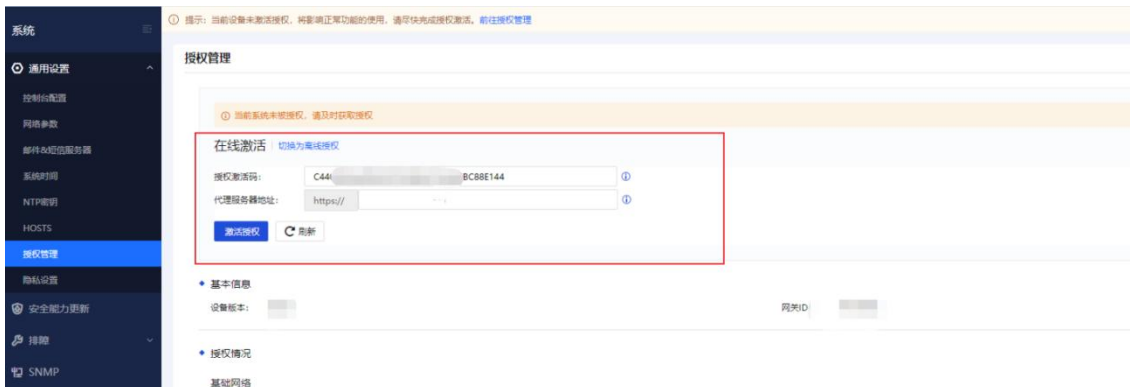 提示：当前设备未激活授权，将影响正常功能的使用，请尽快完成授权激活。前往授权管理
系统
授权管理
通用设置
控制台配置
当前系统未被授权，请及时获取授权
网络参数
邮件&短信服务器
在线激活 切换为离线授权
系统时间
授权激活码： C44 BC88E144
NTP密钥
代理服务器地址： https://
HOSTS
激活授权 刷新
授权管理
隐私设置
基本信息
安全能力更新
设备版本： 网关ID
排障
授权情况
SNMP
基础网络